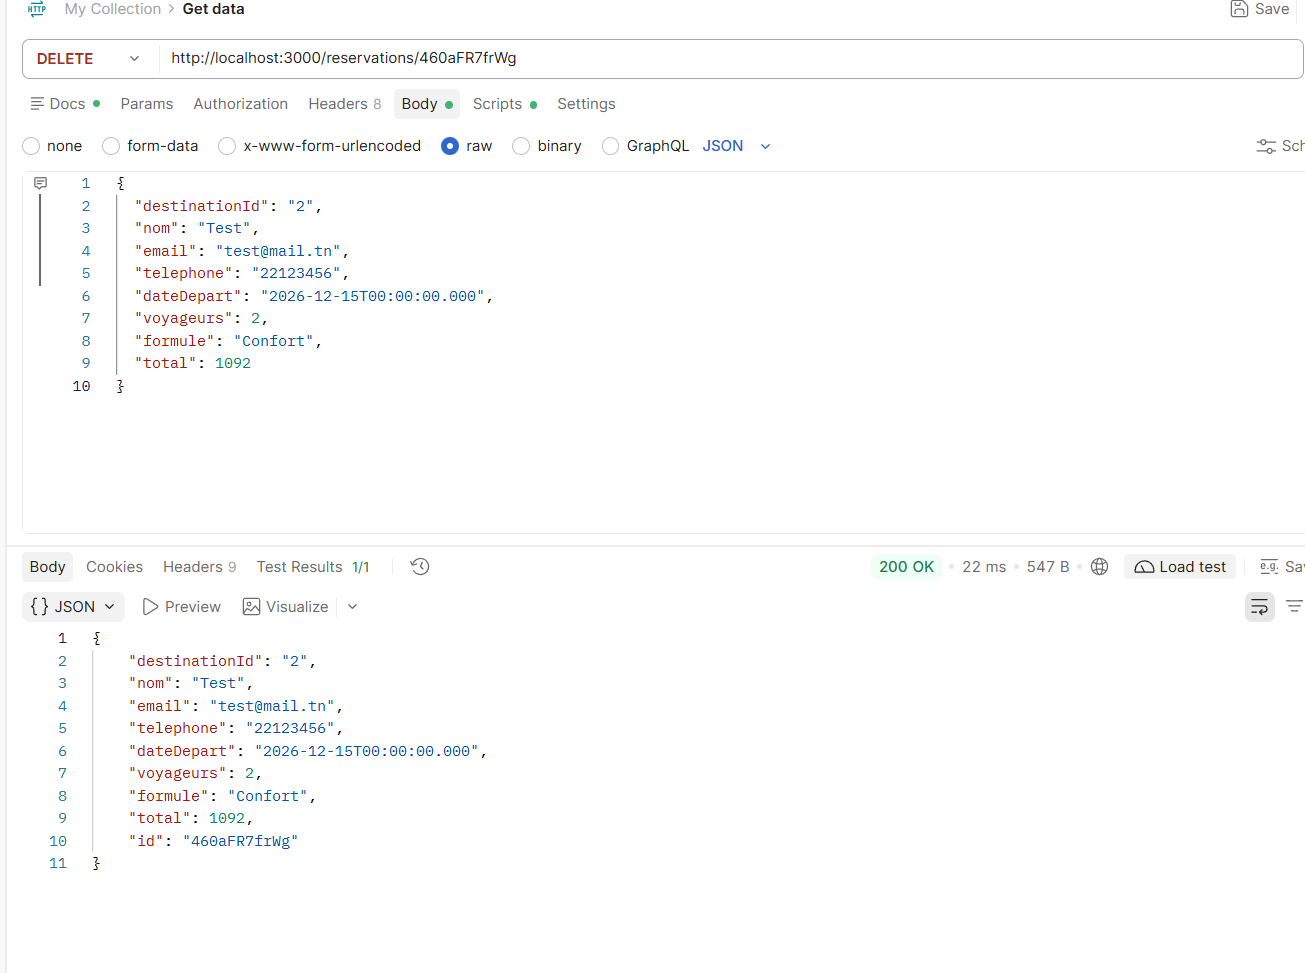 HTTP My Collection > Get data Save
DELETE http://localhost:3000/reservations/460aFR7frWg
Docs Params Authorization Headers 8 Body Scripts Settings
none form-data x-www-form-urlencoded raw binary GraphQL JSON Sch
1 {
2 "destinationId": "2",
3 "nom": "Test",
4 "email": "test@mail.tn",
5 "telephone": "22123456",
6 "dateDepart": "2026-12-15T00:00:00.000",
7 "voyageurs": 2,
8 "formule": "Confort",
9 "total": 1092
10 }
Body Cookies Headers 9 Test Results 1/1 200 OK 22 ms 547 B Load test e.g. Sav
{} JSON Preview Visualize
1 {
2 "destinationId": "2",
3 "nom": "Test",
4 "email": "test@mail.tn",
5 "telephone": "22123456",
6 "dateDepart": "2026-12-15T00:00:00.000",
7 "voyageurs": 2,
8 "formule": "Confort",
9 "total": 1092,
10 "id": "460aFR7frWg"
11 }